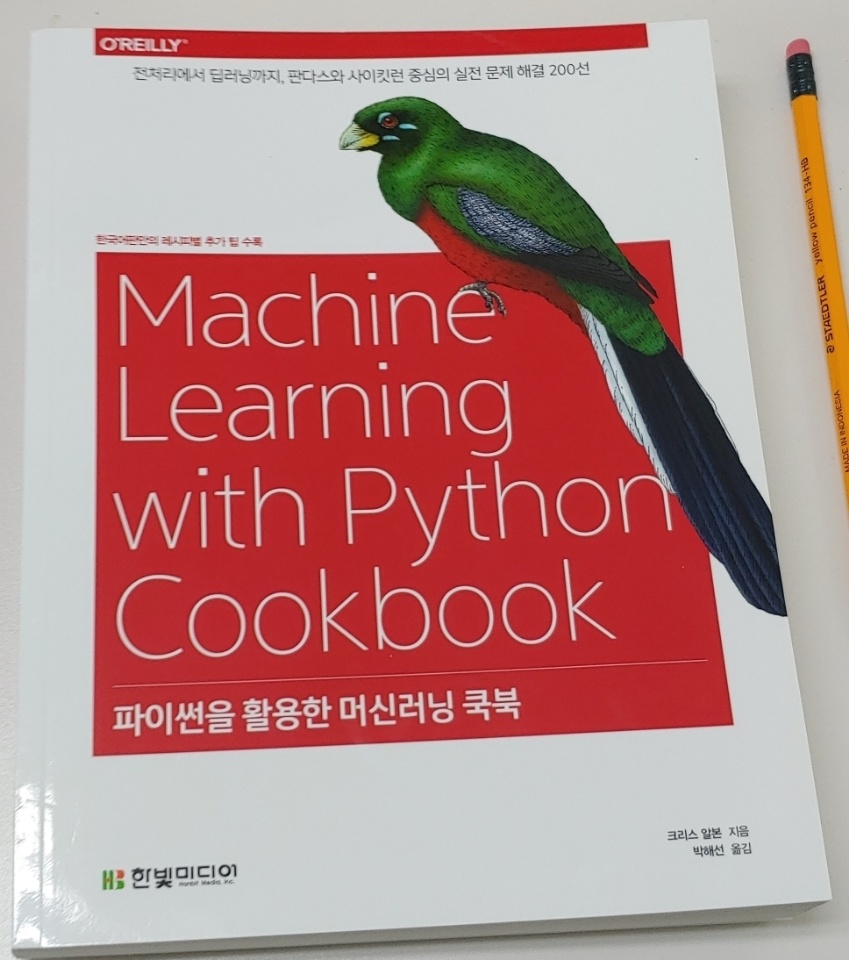 O'REILLY®
전처리에서 딥러닝까지, 판다스와 사이킷런 중심의 실전 문제 해결 200선
한국어판만의 레시피별 추가 팁 수록
Machine
Learning
with Python
Cookbook
파이썬을 활용한 머신러닝 쿡북
크리스 알본 지음
박해선 옮김
HB 한빛미디어
Hanbit Media, Inc.
STAEDTLER yellow pencil 134-HB
MADE IN INDONESIA